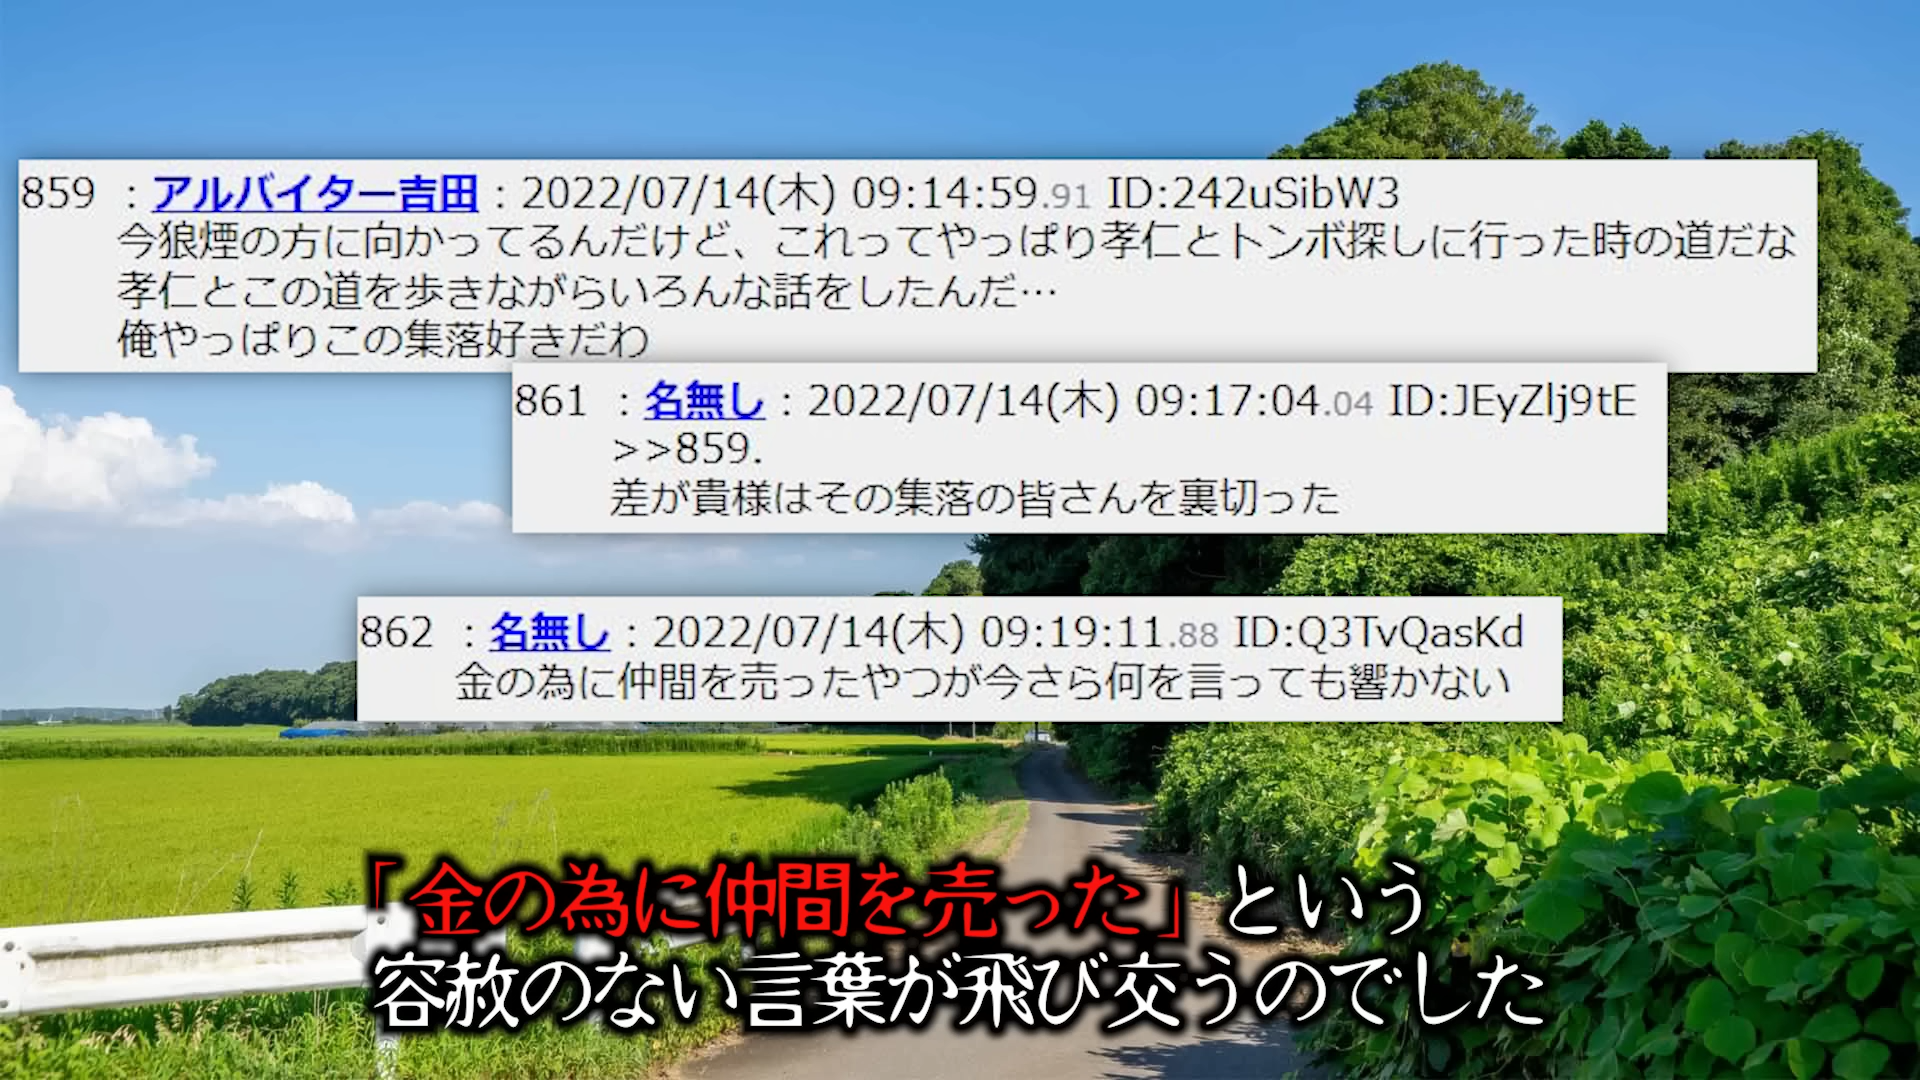 859 ：アルバイター吉田：2022/07/14(木) 09:14:59.91 ID:242uSibW3
今狼煙の方に向かってるんだけど、これってやっぱり孝仁とトンボ探しに行った時の道だな
孝仁とこの道を歩きながらいろんな話をしたんだ…
俺やっぱりこの集落好きだわ
861 ：名無し：2022/07/14(木) 09:17:04.04 ID:JEyZlj9tE
>>859.
差が貴様はその集落の皆さんを裏切った
862 ：名無し：2022/07/14(木) 09:19:11.88 ID:Q3TvQasKd
金の為に仲間を売ったやつが今さら何を言っても響かない
「金の為に仲間を売った」という
容赦のない言葉が飛び交うのでした